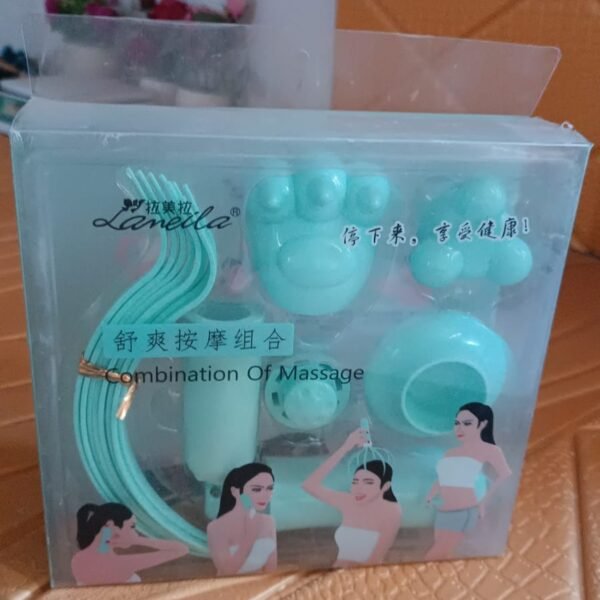 拉美拉
Lameila®
停下来。享受健康!
舒爽按摩组合
Combination Of Massage